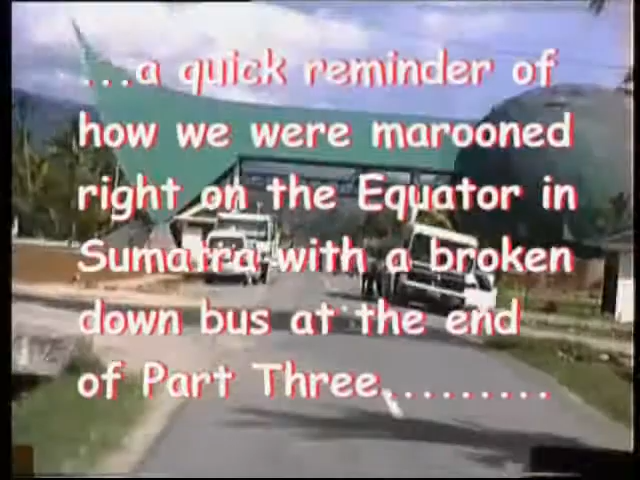 ...a quick reminder of
how we were marooned
right on the Equator in
Sumatra with a broken
down bus at the end
of Part Three..........